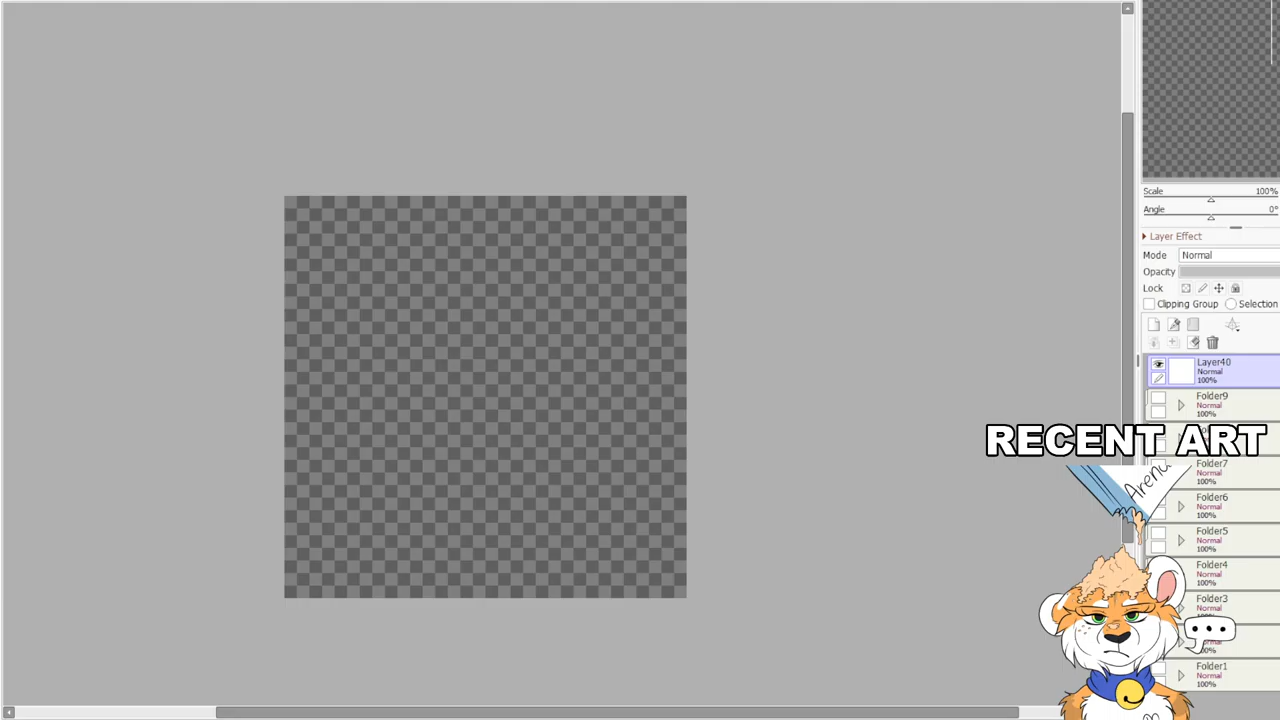 Scale 100%
Angle 0°
Layer Effect
Mode Normal
Opacity
Lock
Clipping Group Selection
Layer40
Normal
100%
Folder9
Normal
100%
RECENT ART
Folder7
Normal
100%
Arena
Folder6
Normal
100%
Folder5
Normal
100%
Folder4
Normal
100%
Folder3
Normal
100%
Folder1
Normal
100%